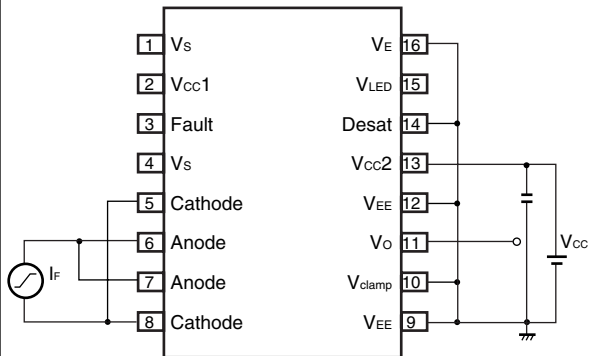 1 Vs VE 16
2 Vcc1 VLED 15
3 Fault Desat 14
4 Vs Vcc2 13
5 Cathode VEE 12
6 Anode Vo 11
7 Anode Vclamp 10
8 Cathode VEE 9
IF
Vcc